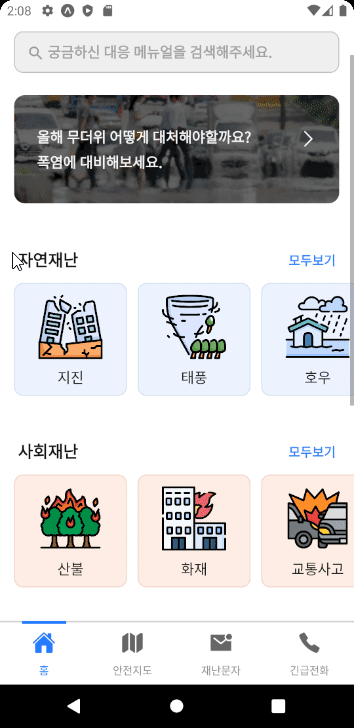 2:08
궁금하신 대응 메뉴얼을 검색해주세요.
올해 무더위 어떻게 대처해야할까요?
폭염에 대비해보세요.
자연재난
모두보기
지진
태풍
호우
사회재난
모두보기
산불
화재
교통사고
홈
안전지도
재난문자
긴급전화